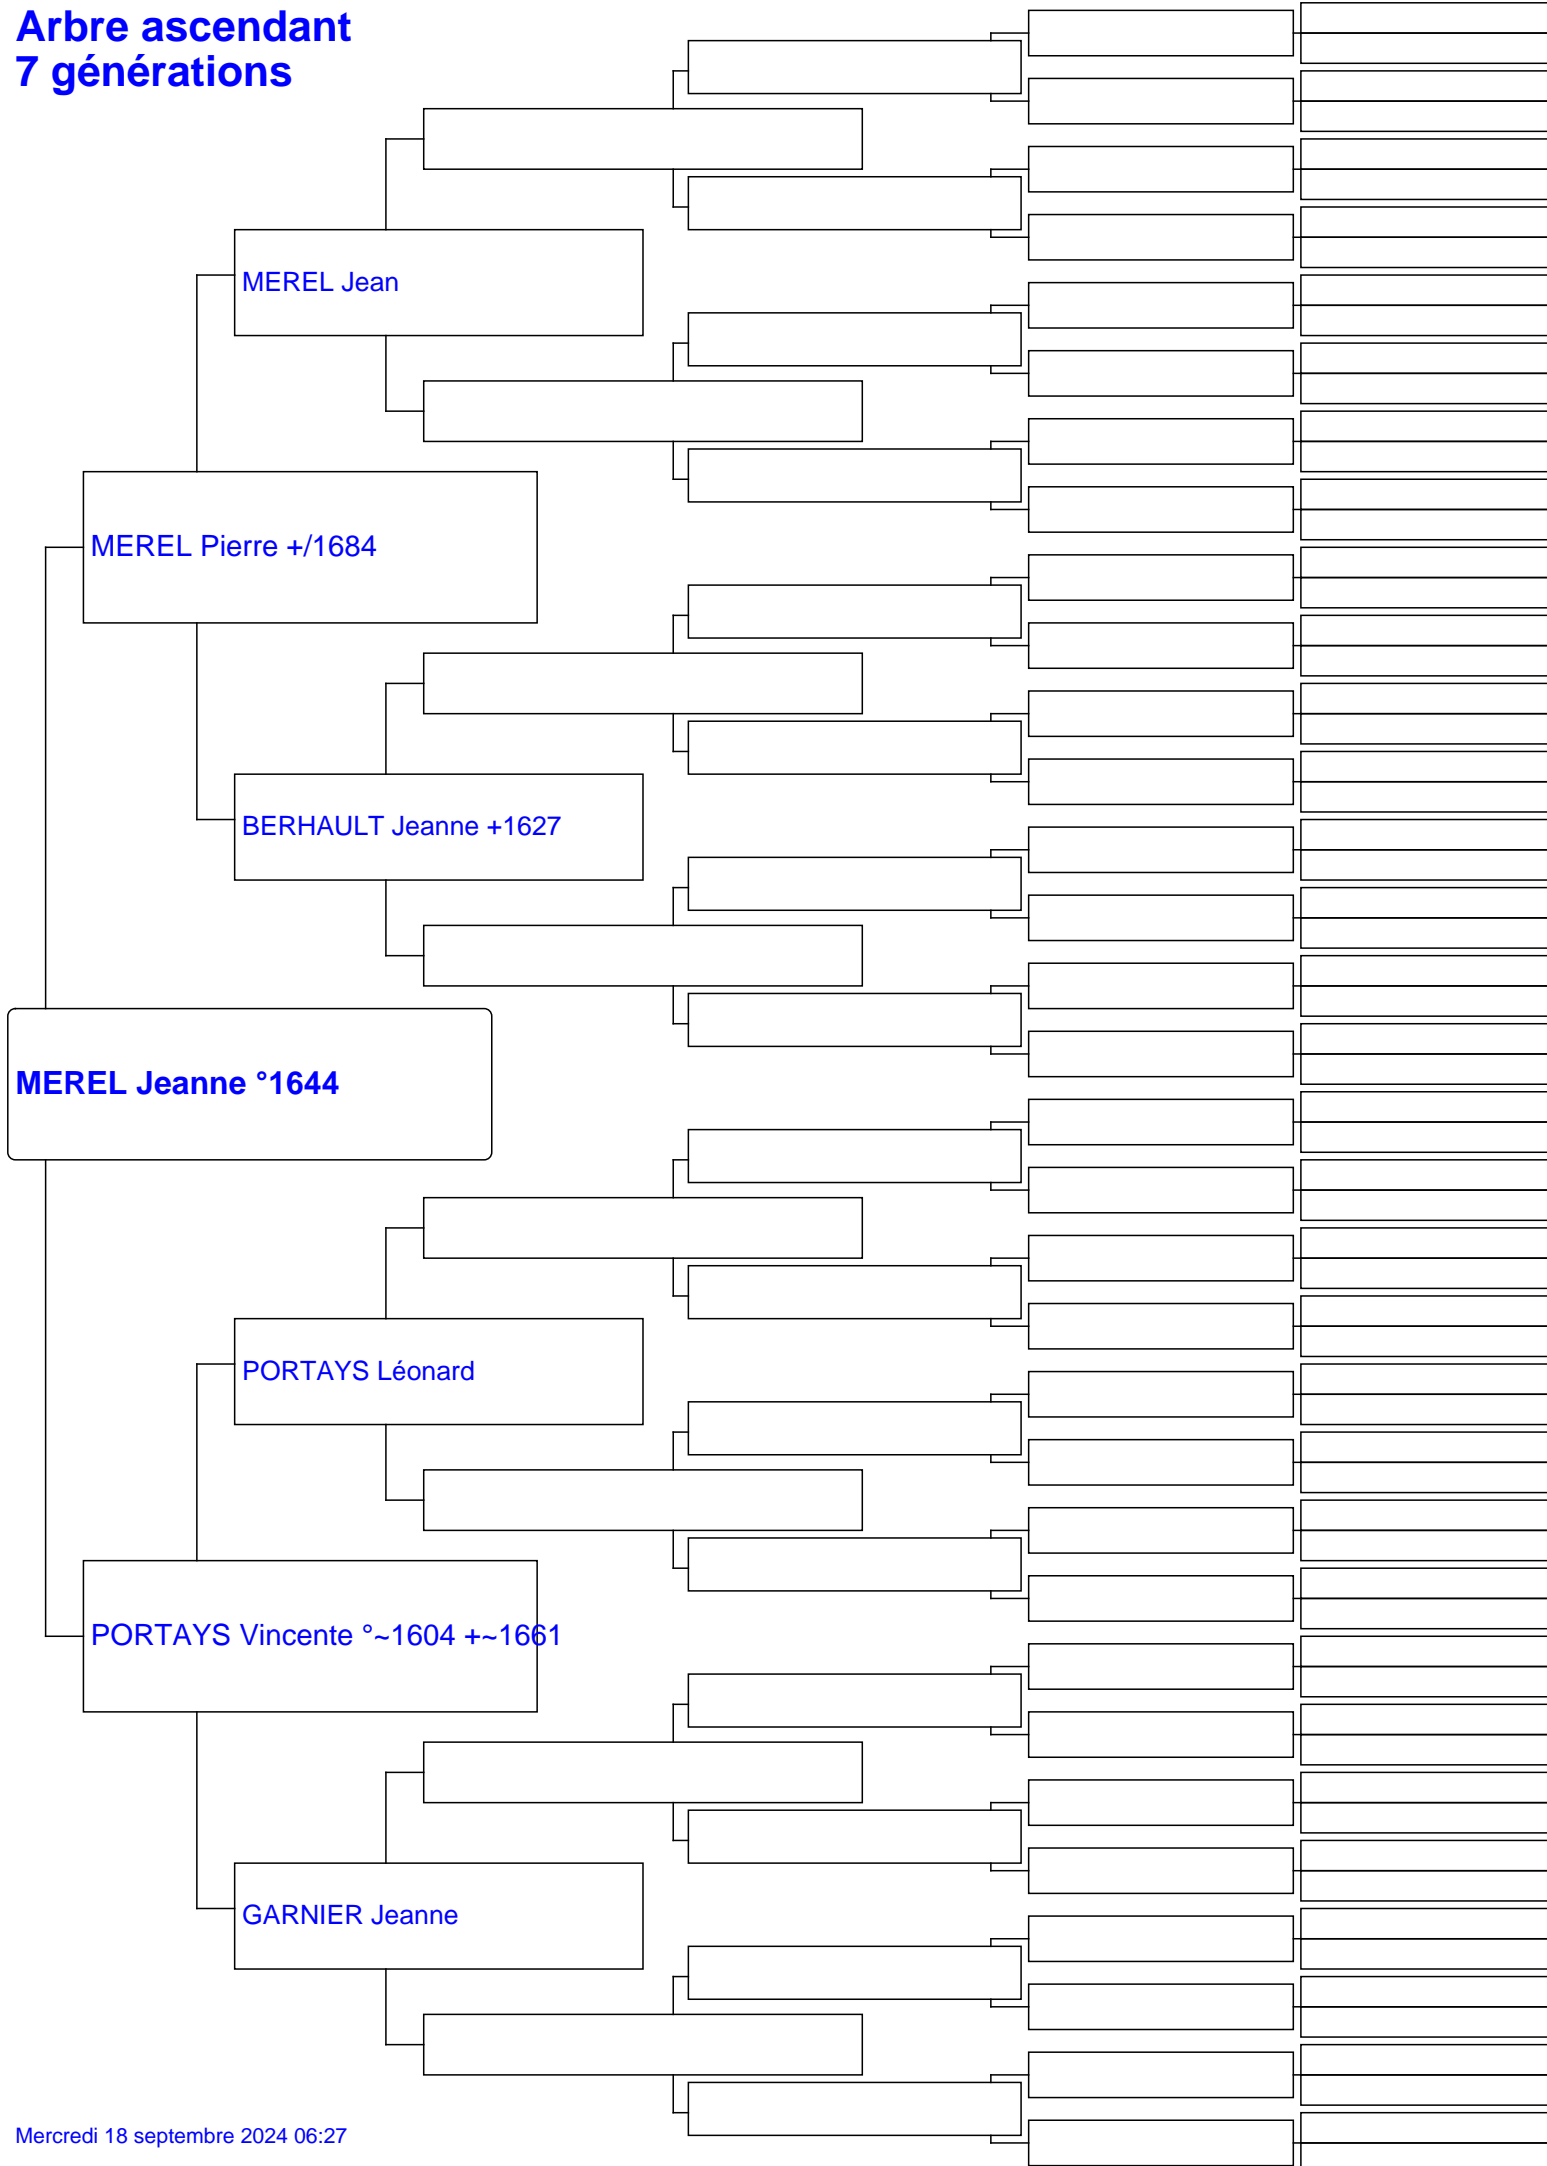 Arbre ascendant
7 générations
MEREL Jean
MEREL Pierre +/1684
BERHAULT Jeanne +1627
MEREL Jeanne °1644
PORTAYS Léonard
PORTAYS Vincente °~1604 +~1661
GARNIER Jeanne
Mercredi 18 septembre 2024 06:27